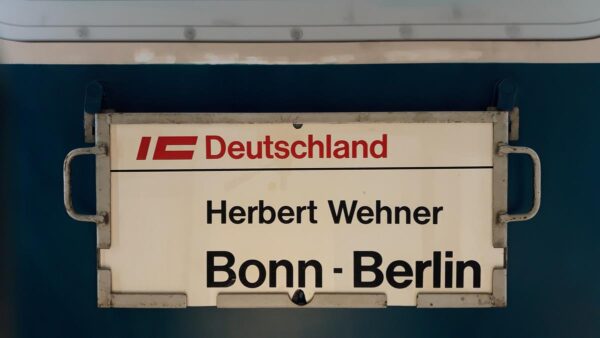 IC Deutschland
Herbert Wehner
Bonn - Berlin